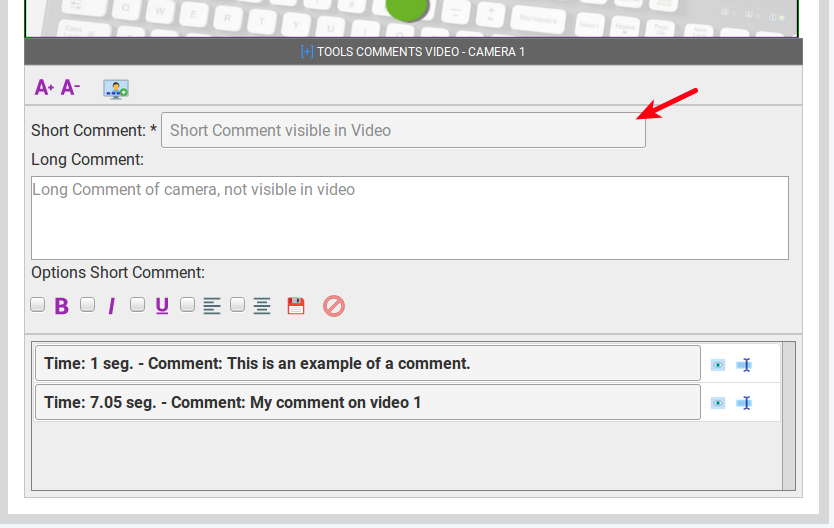 W E R T Y U I O P Backspace
[+] TOOLS COMMENTS VIDEO - CAMERA 1
A+ A-
Short Comment: * Short Comment visible in Video
Long Comment:
Long Comment of camera, not visible in video
Options Short Comment:
B I U
Time: 1 seg. - Comment: This is an example of a comment.
Time: 7.05 seg. - Comment: My comment on video 1